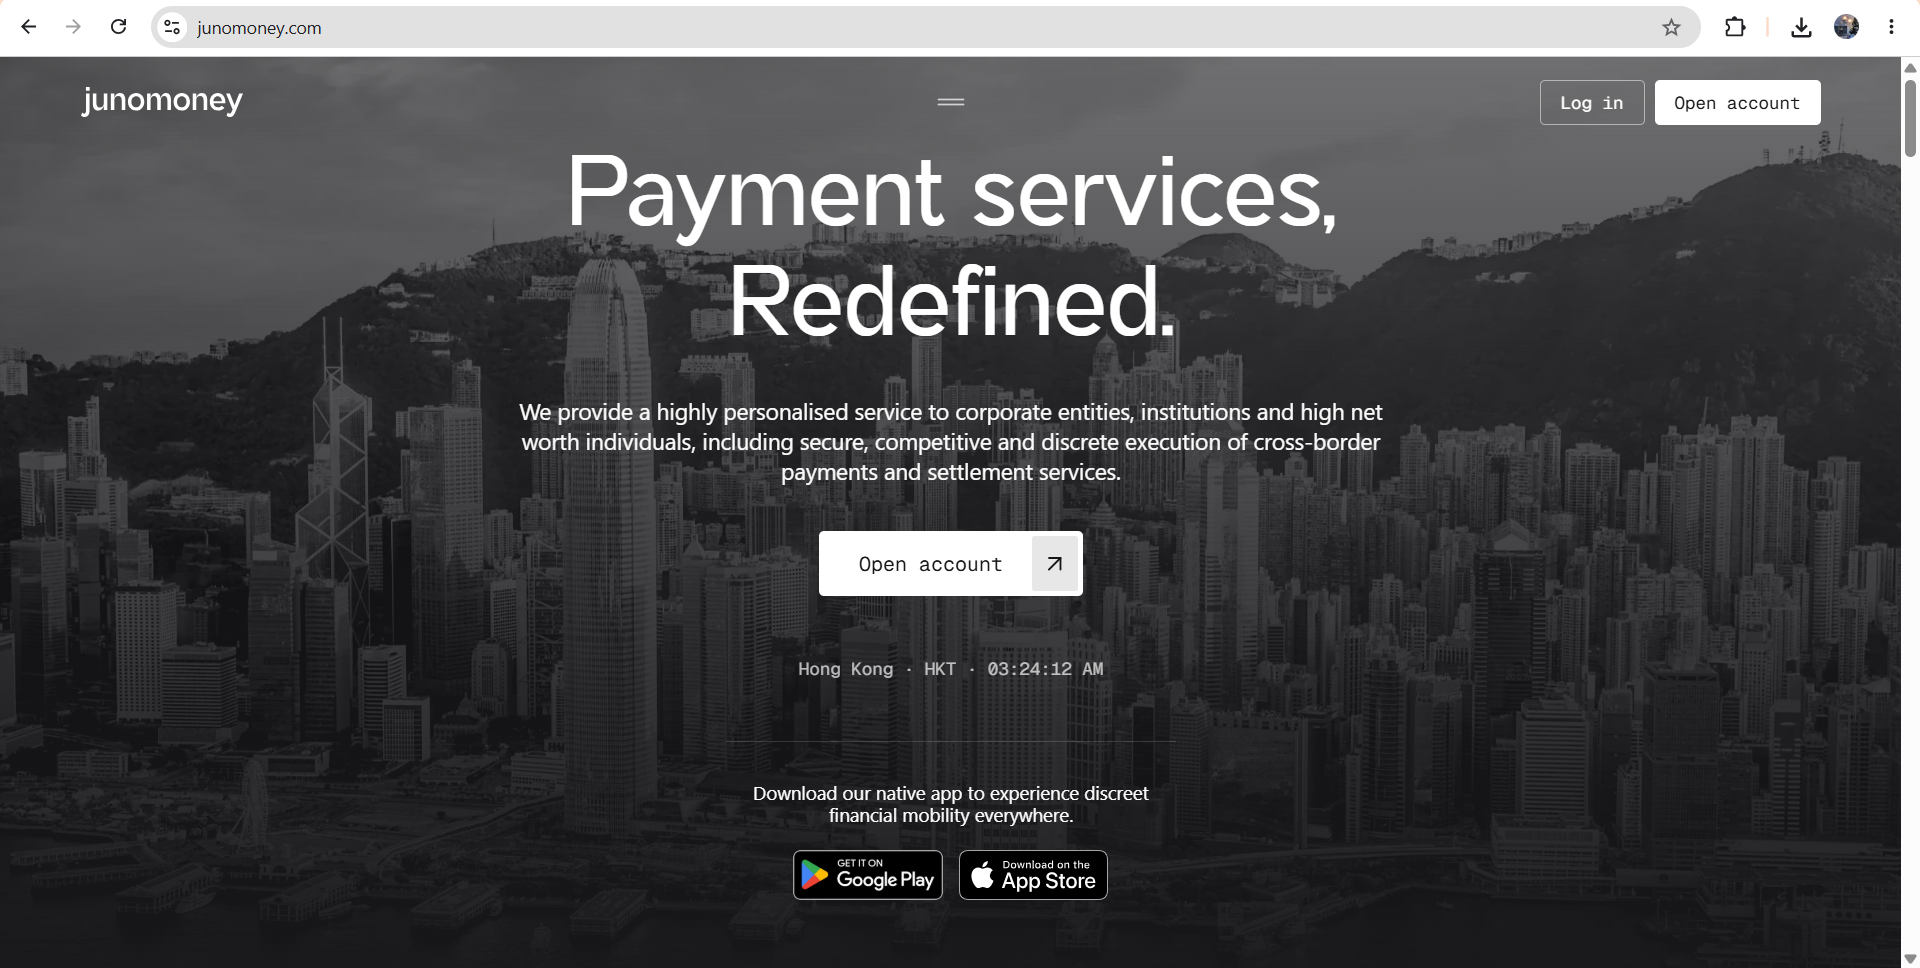 junomoney.com
junomoney
Log in
Open account
Payment services,
Redefined.
We provide a highly personalised service to corporate entities, institutions and high net
worth individuals, including secure, competitive and discrete execution of cross-border
payments and settlement services.
Open account
Hong Kong · HKT · 03:24:12 AM
Download our native app to experience discreet
financial mobility everywhere.
GET IT ON
Google Play
Download on the
App Store